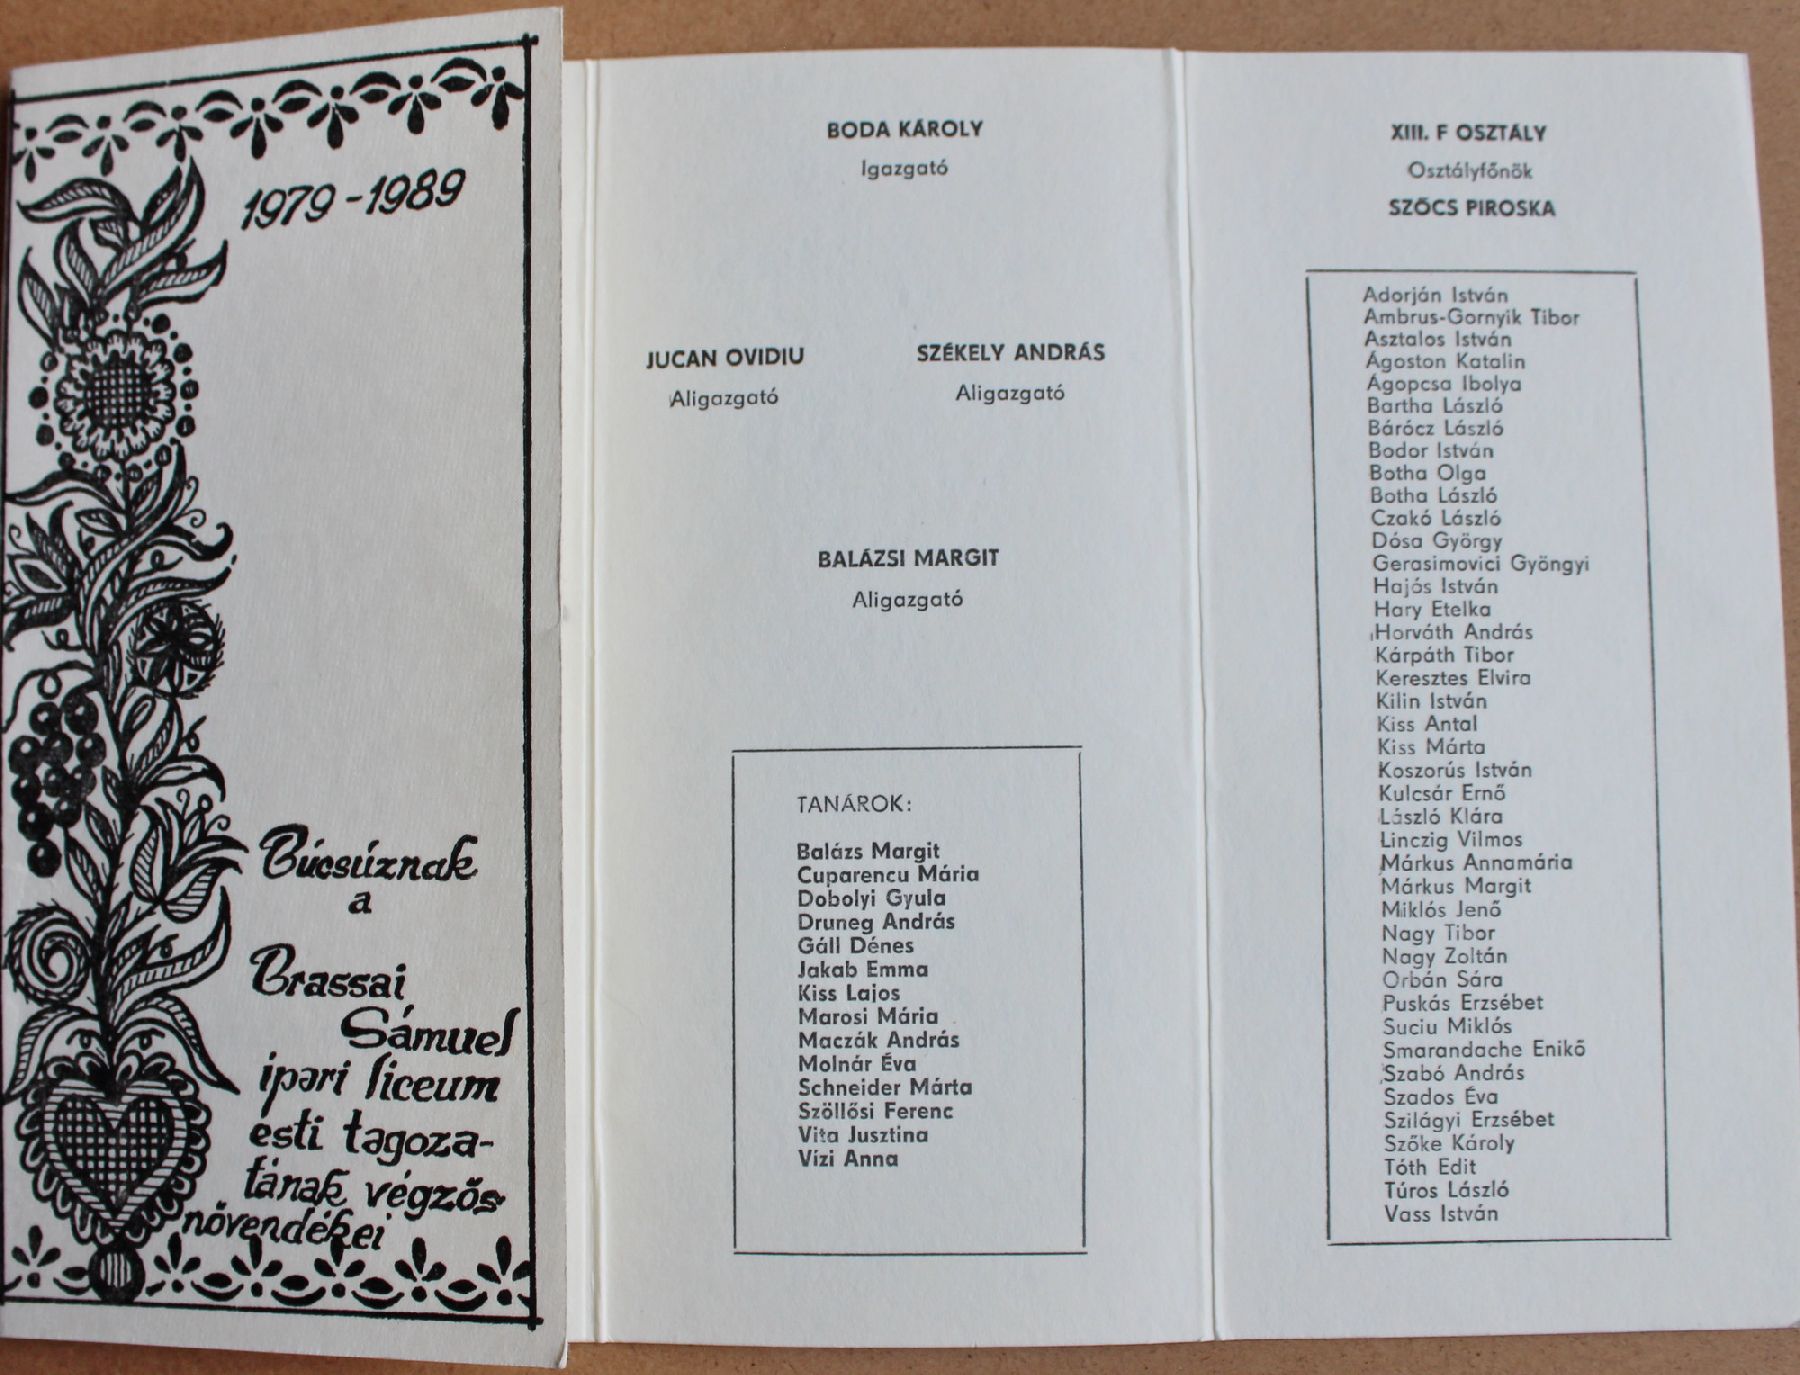 1979-1989
Búcsúznak
a
Brassai
Sámuel
ipari líceum
esti tagoza-
tának végzős
növendékei
BODA KÁROLY
Igazgató
JUCAN OVIDIU
Aligazgató
SZÉKELY ANDRÁS
Aligazgató
BALÁZSI MARGIT
Aligazgató
TANÁROK:
Balázs Margit
Cuparencu Mária
Dobolyi Gyula
Druneg András
Gáll Dénes
Jakab Emma
Kiss Lajos
Marosi Mária
Maczák András
Molnár Éva
Schneider Márta
Szöllősi Ferenc
Vita Jusztina
Vízi Anna
XIII. F OSZTÁLY
Osztályfőnök
SZŐCS PIROSKA
Adorján István
Ambrus-Gornyik Tibor
Asztalos István
Ágoston Katalin
Ágopcsa Ibolya
Bartha László
Bárócz László
Bodor István
Botha Olga
Botha László
Czakó László
Dósa György
Gerasimovici Gyöngyi
Hajós István
Hary Etelka
Horváth András
Kárpáth Tibor
Keresztes Elvira
Kilin István
Kiss Antal
Kiss Márta
Koszorús István
Kulcsár Ernő
László Klára
Linczig Vilmos
Márkus Annamária
Márkus Margit
Miklós Jenő
Nagy Tibor
Nagy Zoltán
Orbán Sára
Puskás Erzsébet
Suciu Miklós
Smarandache Enikő
Szabó András
Szados Éva
Szilágyi Erzsébet
Szőke Károly
Tóth Edit
Túros László
Vass István